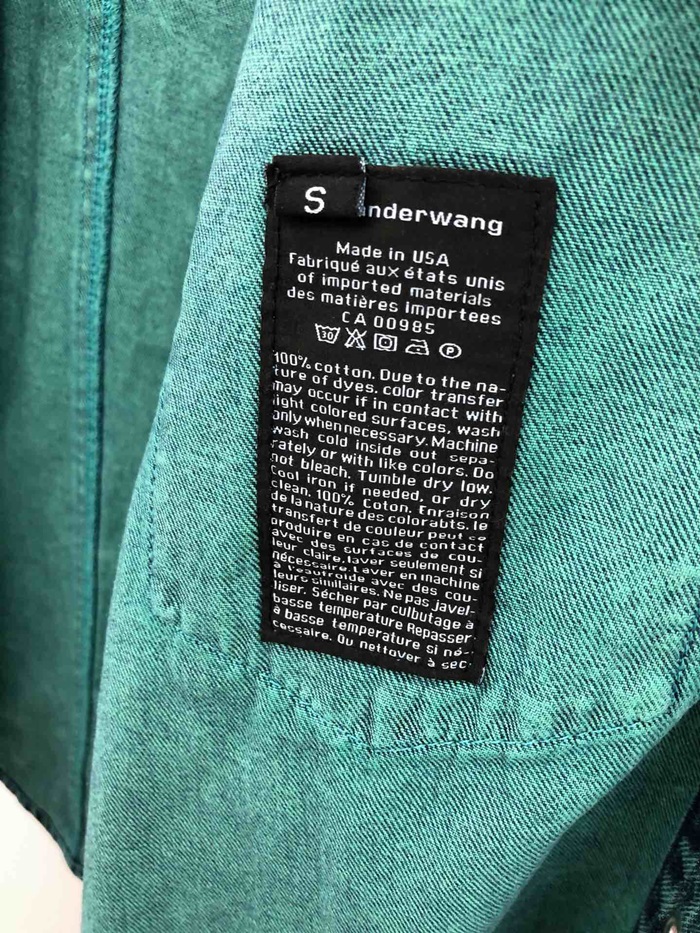 S
anderwang
Made in USA
Fabriqué aux états unis
of imported materials
des matières importees
CA 00985
30 P
100% cotton. Due to the na-
ture of dyes, color transfer
may occur if in contact with
light colored surfaces, wash
only when necessary. Machine
wash cold inside out sepa-
rately or with like colors. Do
not bleach. Tumble dry low.
Cool iron if needed, or dry
clean. 100% Coton. Enraison
de la nature des colorabts, le
transfert de couleur peut se
produire en cas de contact
avec des surfaces de cou-
leur claire, laver seulement si
nécessaire. Laver en machine
à l'eaufroide avec des cou-
leurs similaires. Ne pas javel-
liser. Sécher par culbutage à
basse temperature Repasser
à basse temperature si né-
cessaire. Ou nettoyer à sec